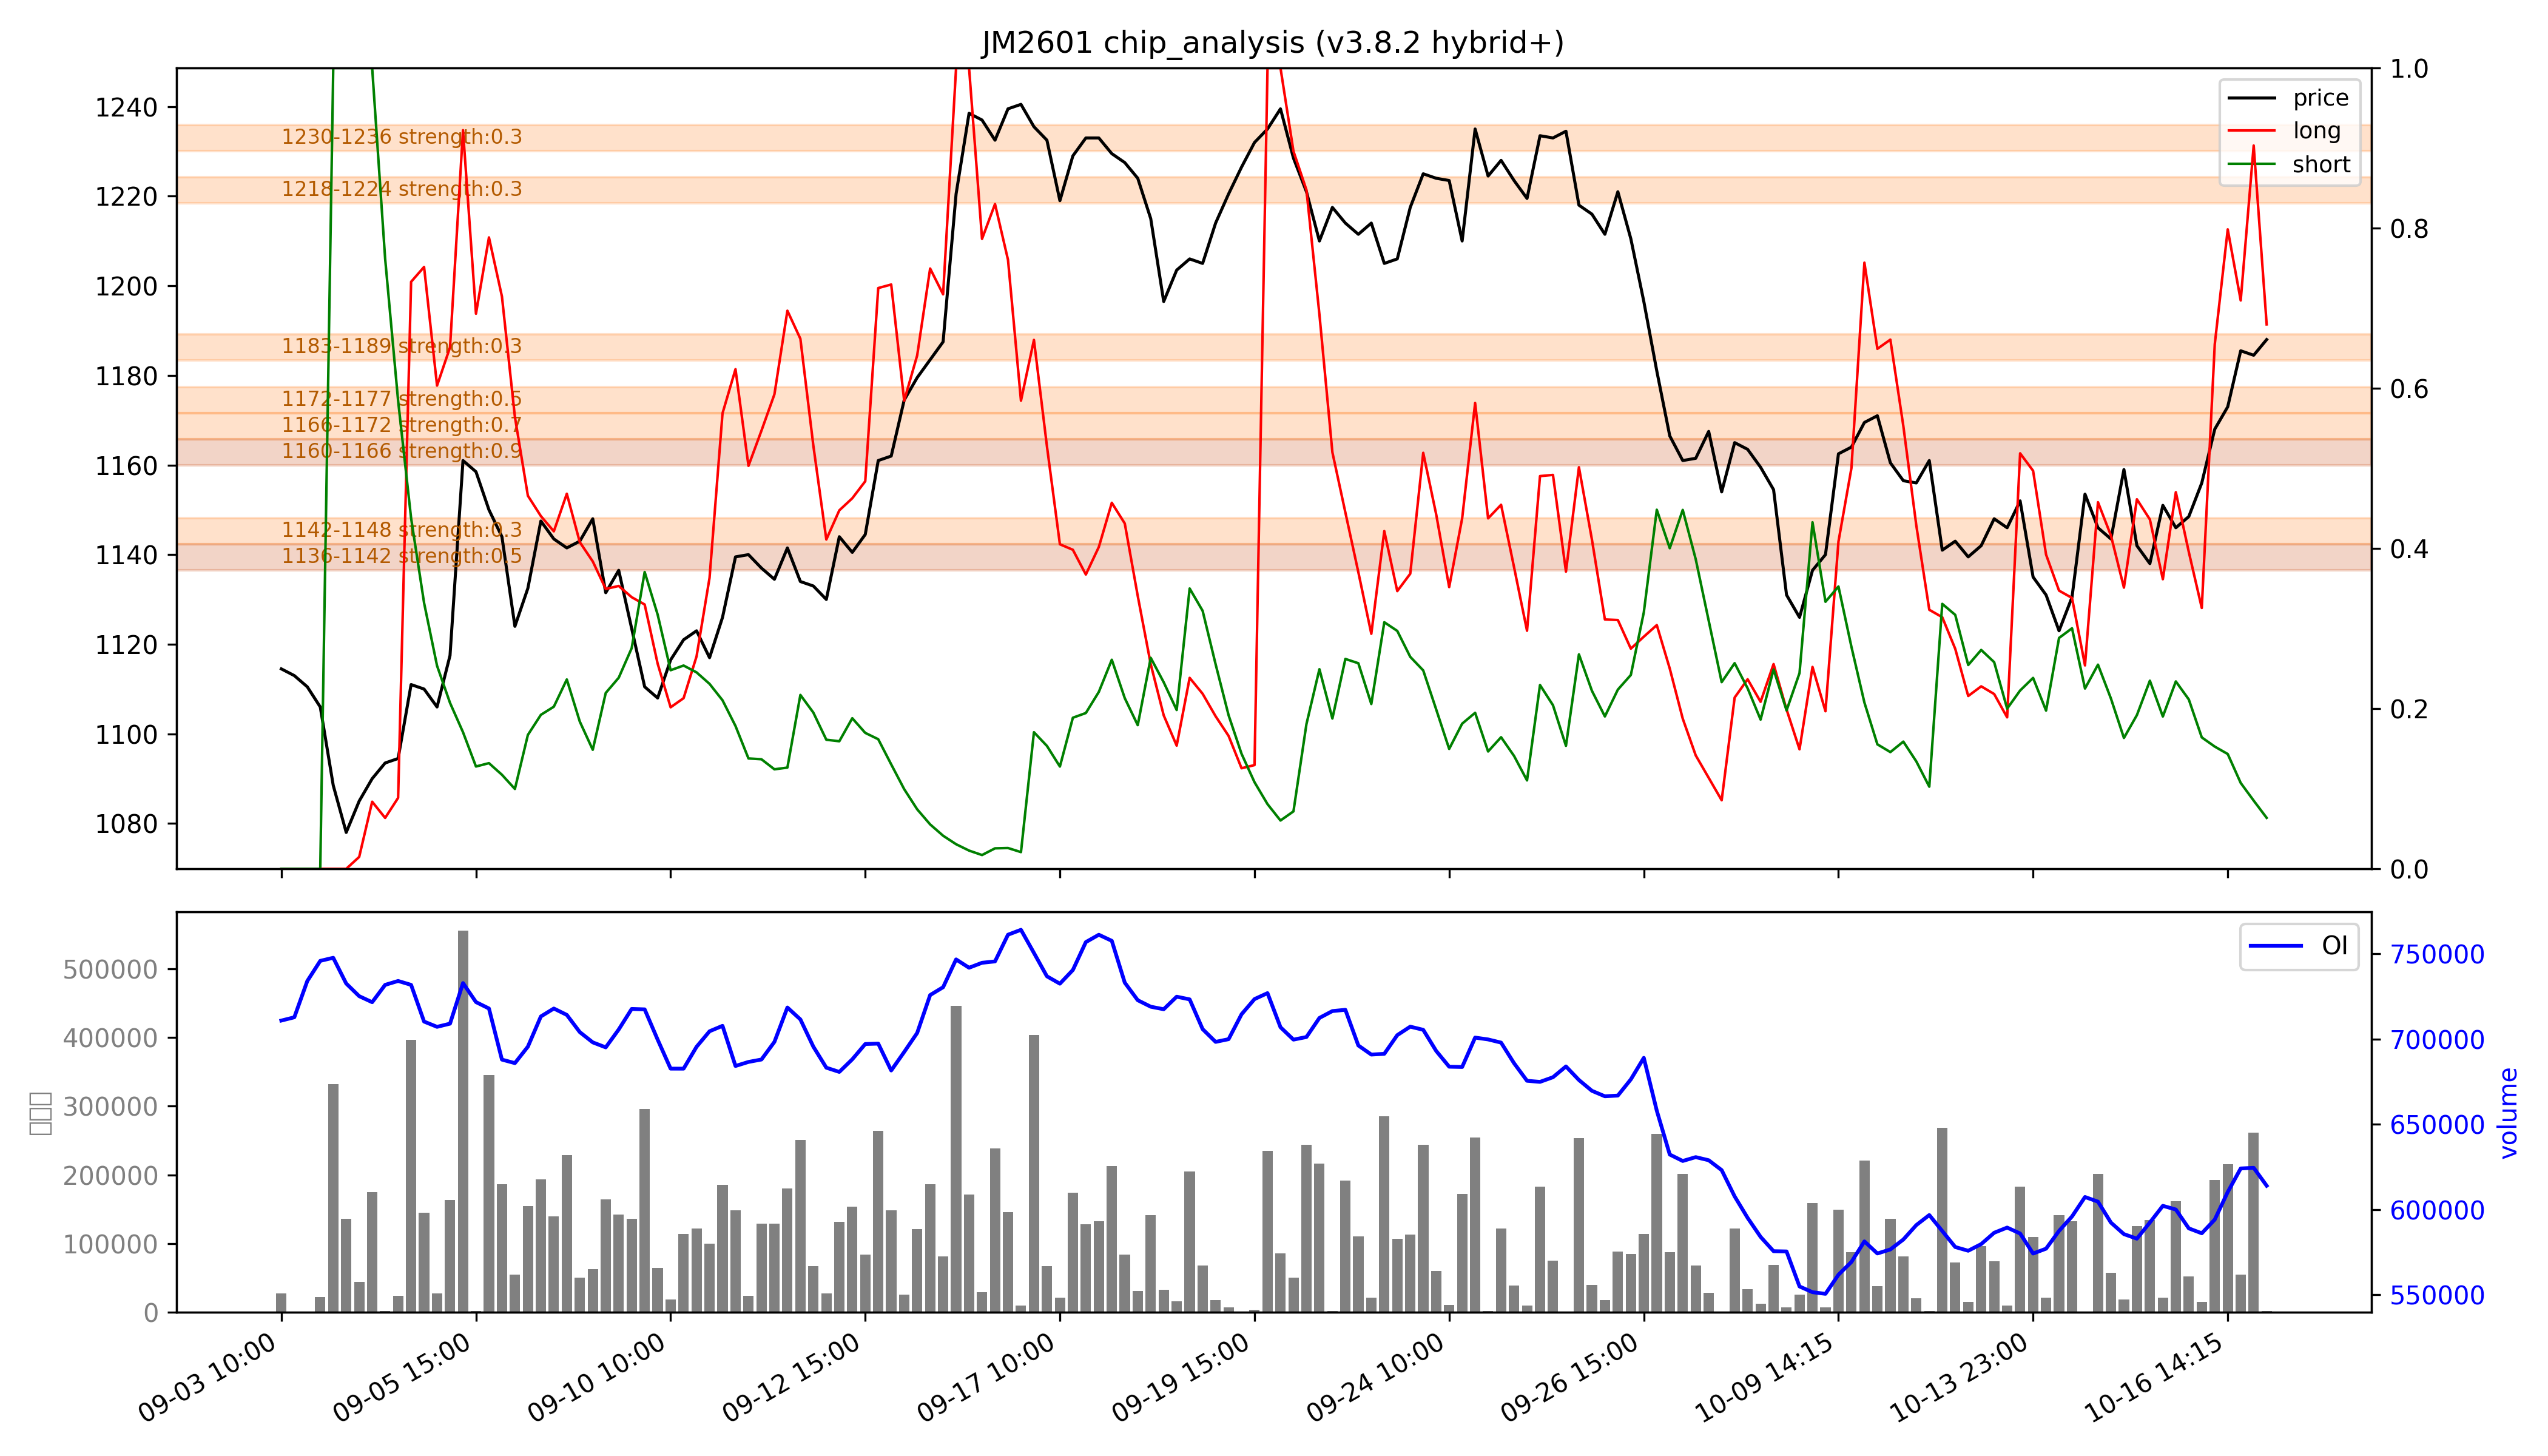 JM2601 chip_analysis (v3.8.2 hybrid+)
1240
1220
1200
1180
1160
1140
1120
1100
1080
1230-1236 strength:0.3
1218-1224 strength:0.3
1183-1189 strength:0.3
1172-1177 strength:0.5
1166-1172 strength:0.7
1160-1166 strength:0.9
1142-1148 strength:0.3
1136-1142 strength:0.5
price
long
short
1.0
0.8
0.6
0.4
0.2
0.0
500000
400000
300000
200000
100000
0
OI
750000
700000
650000
600000
550000
volume
09-03 10:00
09-05 15:00
09-10 10:00
09-12 15:00
09-17 10:00
09-19 15:00
09-24 10:00
09-26 15:00
10-09 14:15
10-13 23:00
10-16 14:15